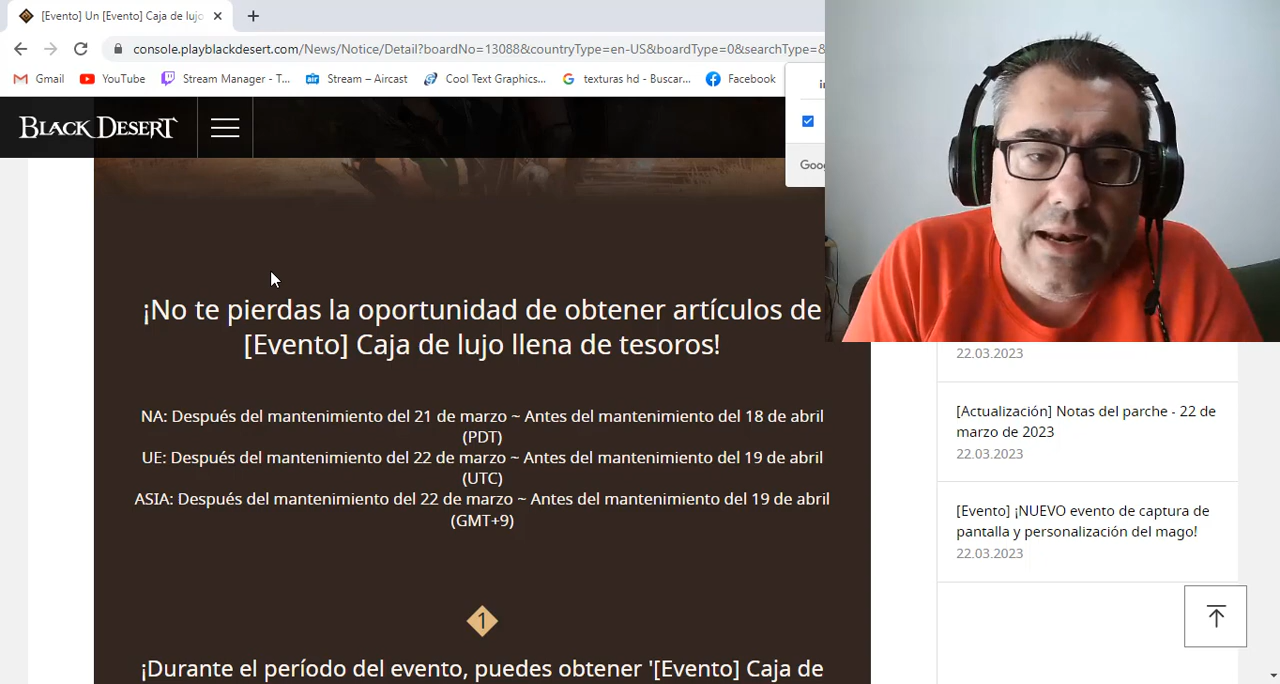 [Evento] Un [Evento] Caja de lujo
console.playblackdesert.com/News/Notice/Detail?boardNo=13088&countryType=en-US&boardType=0&searchType=&
Gmail YouTube Stream Manager - T... Stream – Aircast Cool Text Graphics... texturas hd - Buscar... Facebook
BLACK DESERT
Goo
¡No te pierdas la oportunidad de obtener artículos de
[Evento] Caja de lujo llena de tesoros!
NA: Después del mantenimiento del 21 de marzo ~ Antes del mantenimiento del 18 de abril
(PDT)
UE: Después del mantenimiento del 22 de marzo ~ Antes del mantenimiento del 19 de abril
(UTC)
ASIA: Después del mantenimiento del 22 de marzo ~ Antes del mantenimiento del 19 de abril
(GMT+9)
1
¡Durante el período del evento, puedes obtener '[Evento] Caja de
22.03.2023
[Actualización] Notas del parche - 22 de
marzo de 2023
22.03.2023
[Evento] ¡NUEVO evento de captura de
pantalla y personalización del mago!
22.03.2023